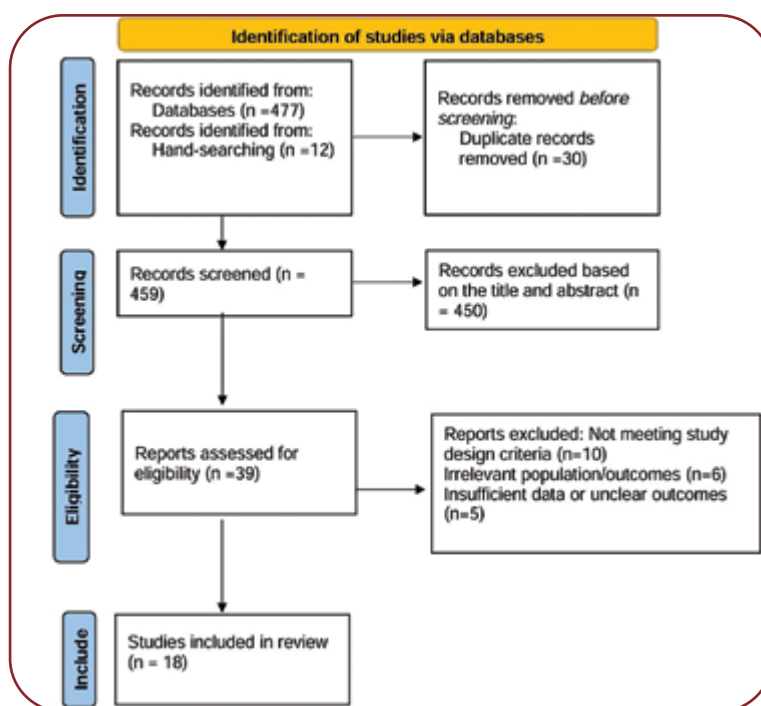 Identification of studies via databases
Identification
Records identified from:
Databases (n =477)
Records identified from:
Hand-searching (n =12)
Records removed before
screening:
Duplicate records
removed (n =30)
Screening
Records screened (n =
459)
Records excluded based
on the title and abstract (n
= 450)
Eligibility
Reports assessed for
eligibility (n =39)
Reports excluded: Not meeting study
design criteria (n=10)
Irrelevant population/outcomes (n=6)
Insufficient data or unclear outcomes
(n=5)
Include
Studies included in review
(n = 18)